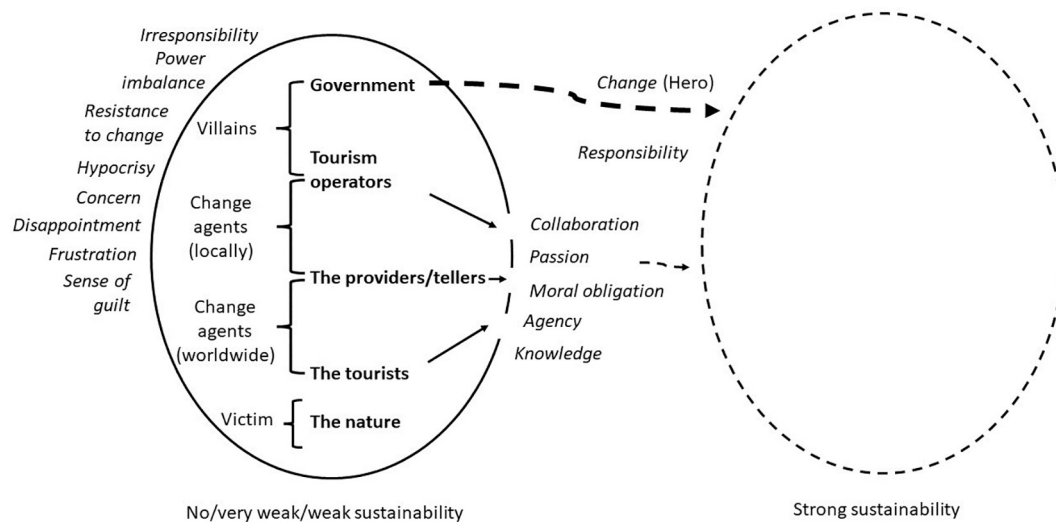 Irresponsibility
Power
imbalance
Resistance
to change
Hypocrisy
Concern
Disappointment
Frustration
Sense of
guilt
Villains
Change
agents
(locally)
Change
agents
(worldwide)
Victim
Government
Tourism
operators
The providers/tellers
The tourists
The nature
Change (Hero)
Responsibility
Collaboration
Passion
Moral obligation
Agency
Knowledge
No/very weak/weak sustainability
Strong sustainability